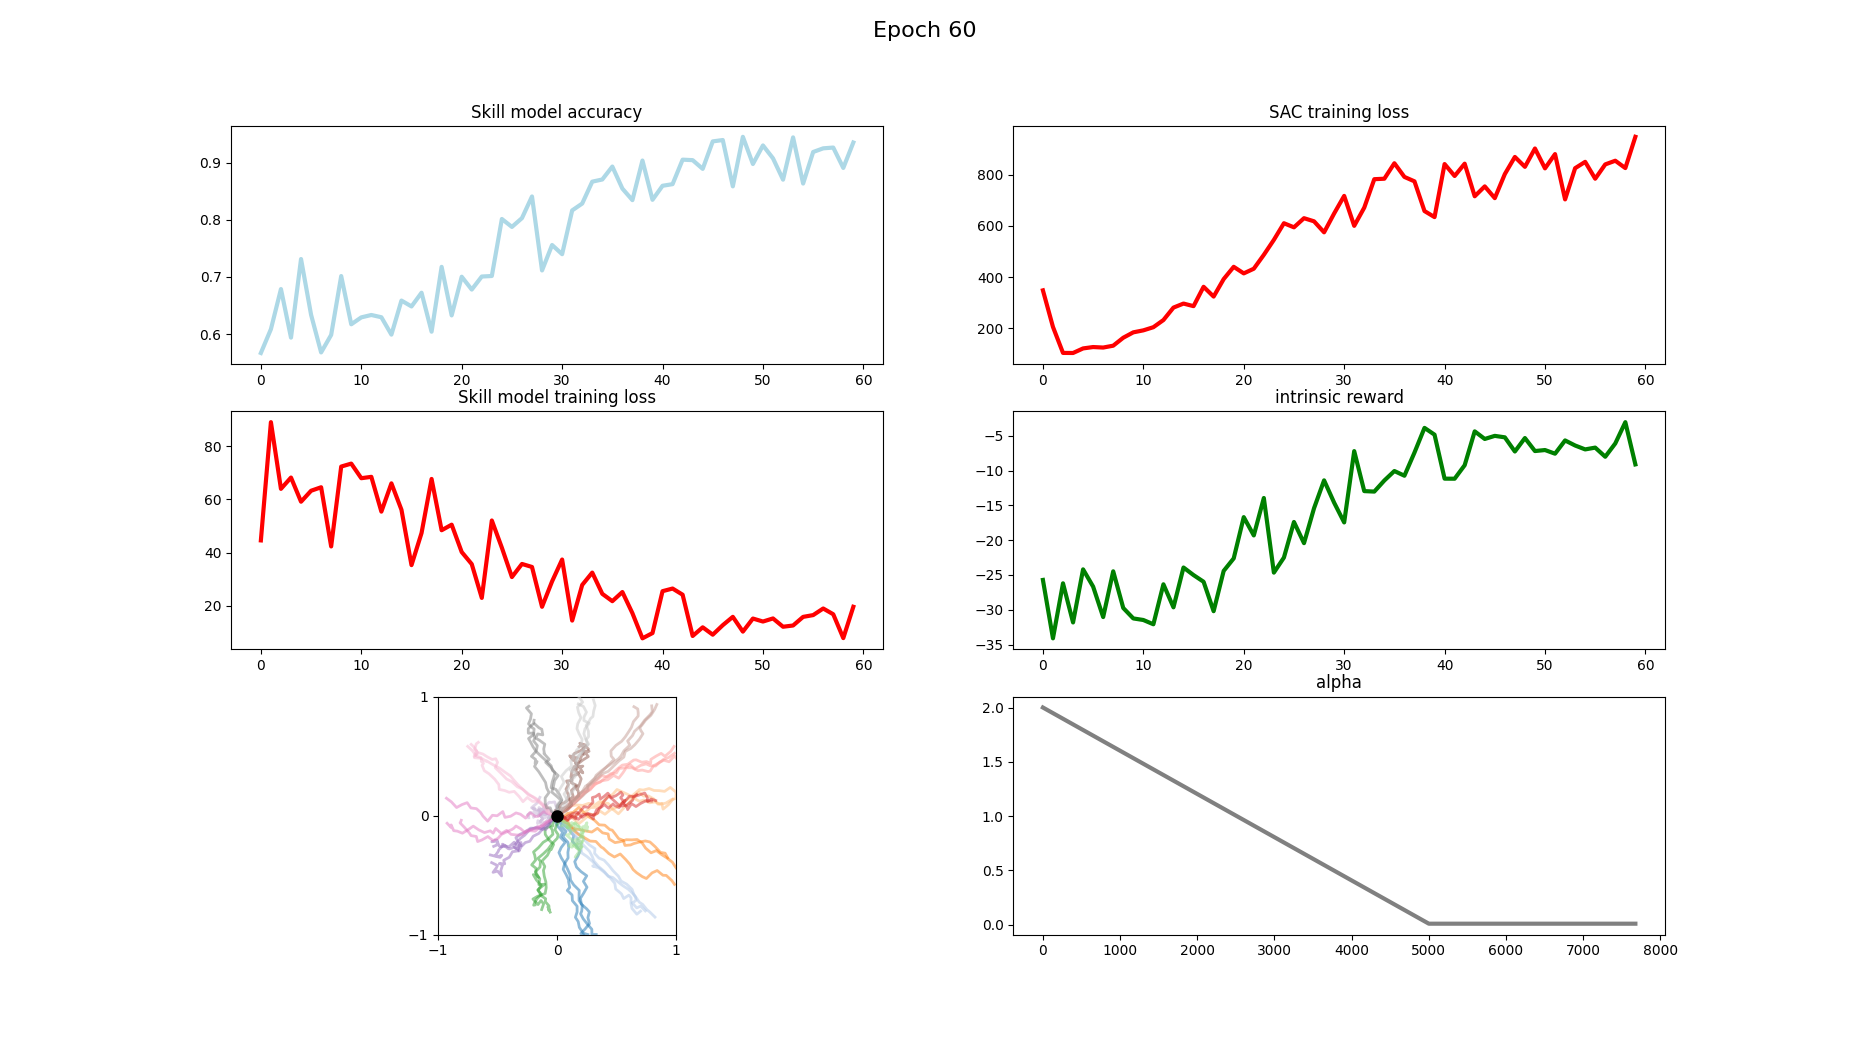 Epoch 60
Skill model accuracy
0.9
0.8
0.7
0.6
0 10 20 30 40 50 60
SAC training loss
800
600
400
200
0 10 20 30 40 50 60
Skill model training loss
80
60
40
20
0 10 20 30 40 50 60
intrinsic reward
−5
−10
−15
−20
−25
−30
−35
0 10 20 30 40 50 60
1
0
−1
−1 0 1
alpha
2.0
1.5
1.0
0.5
0.0
0 1000 2000 3000 4000 5000 6000 7000 8000